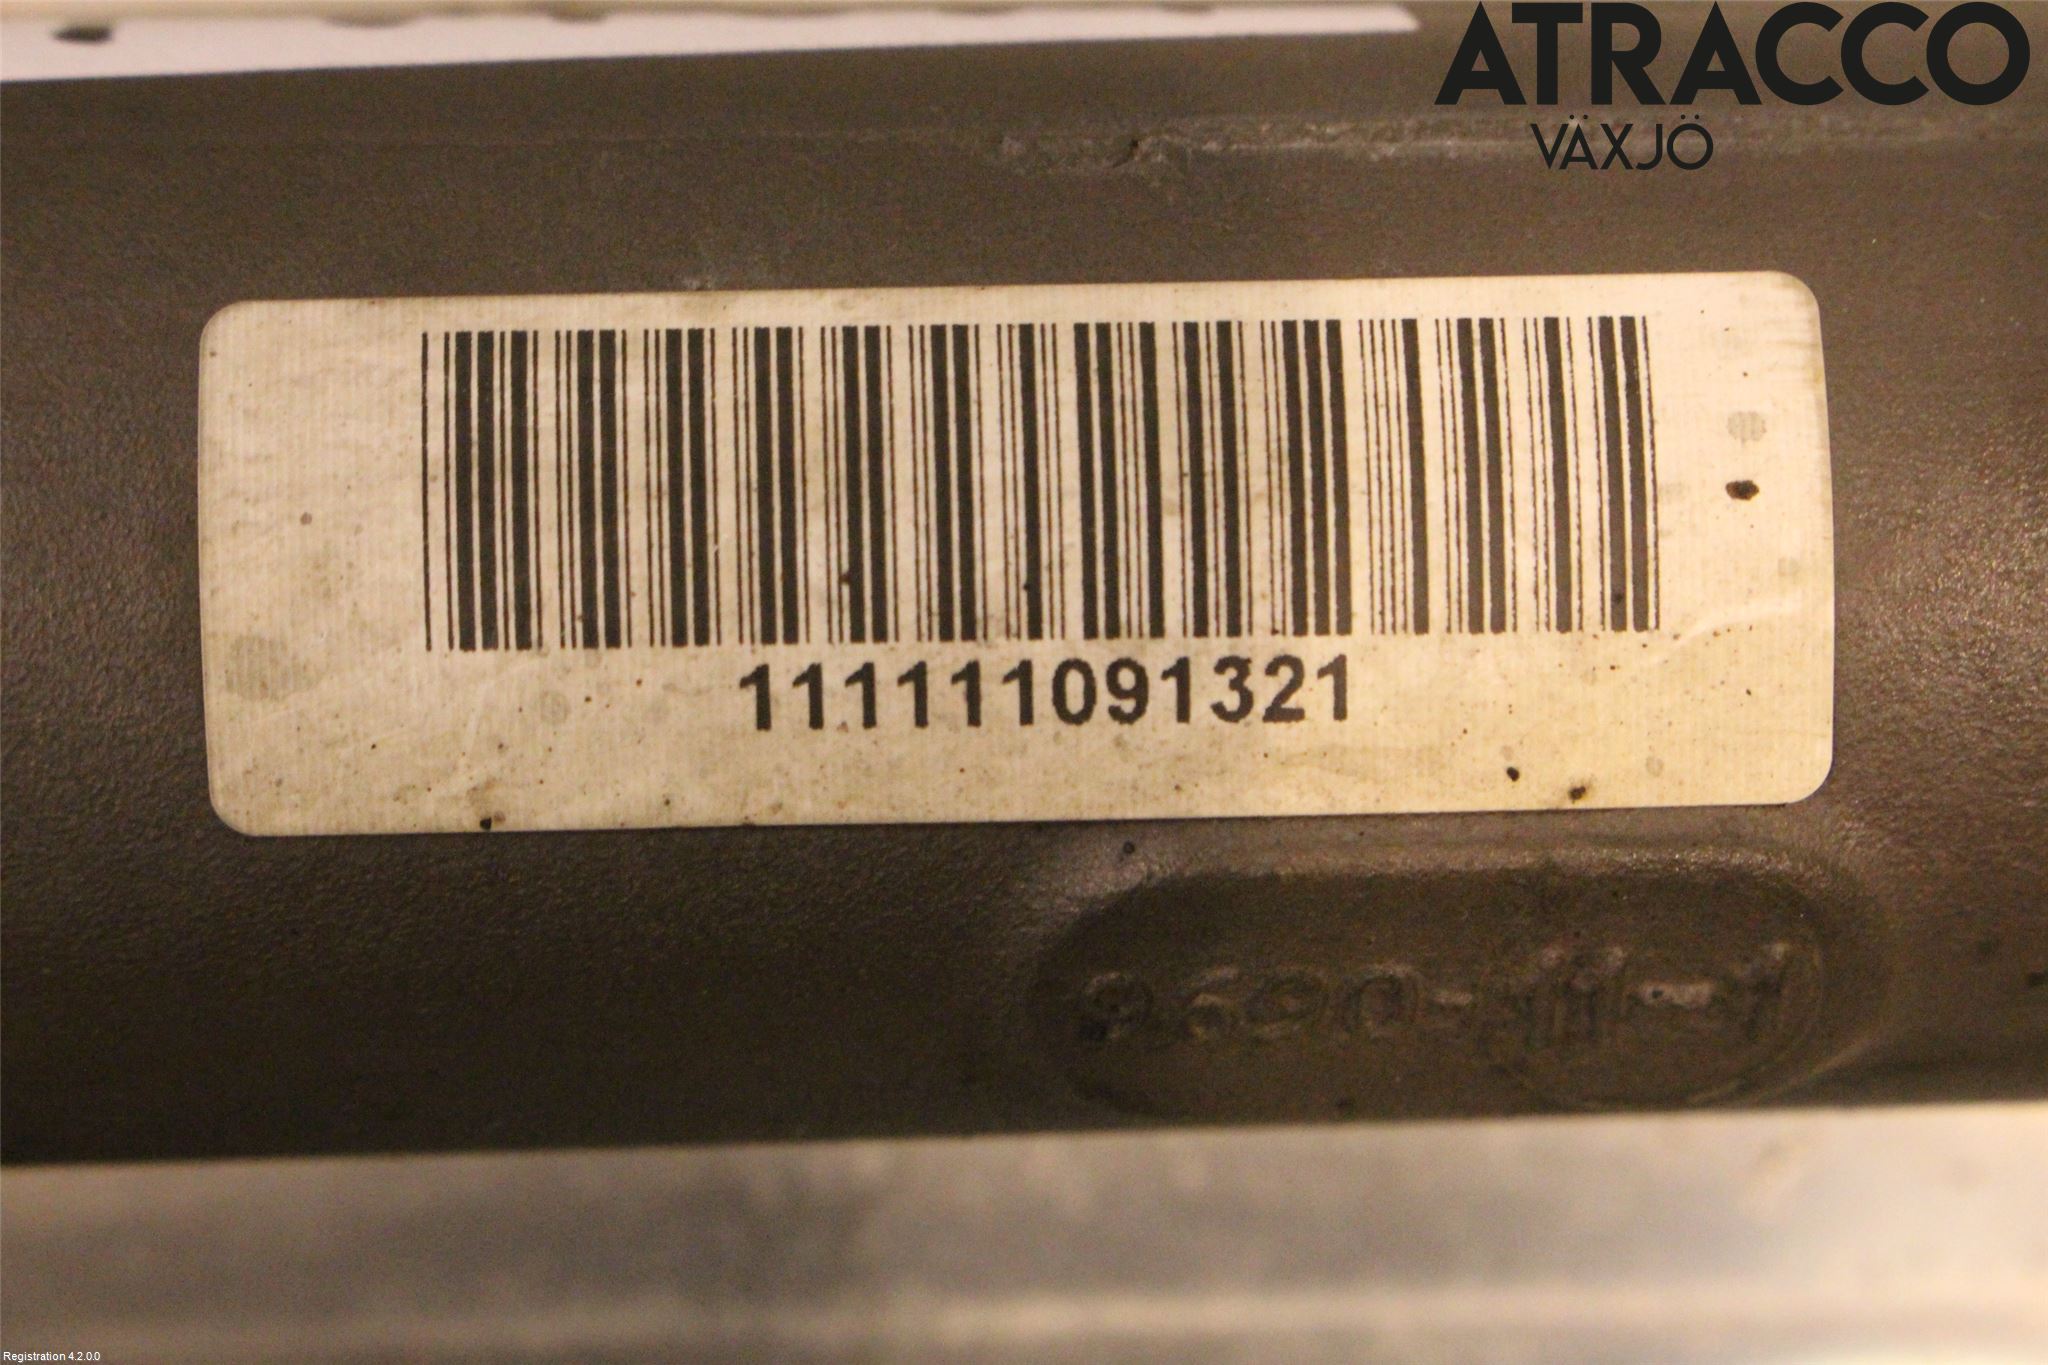 ATRACCO
VÄXJÖ
111111091321
Registration 4.2.0.0